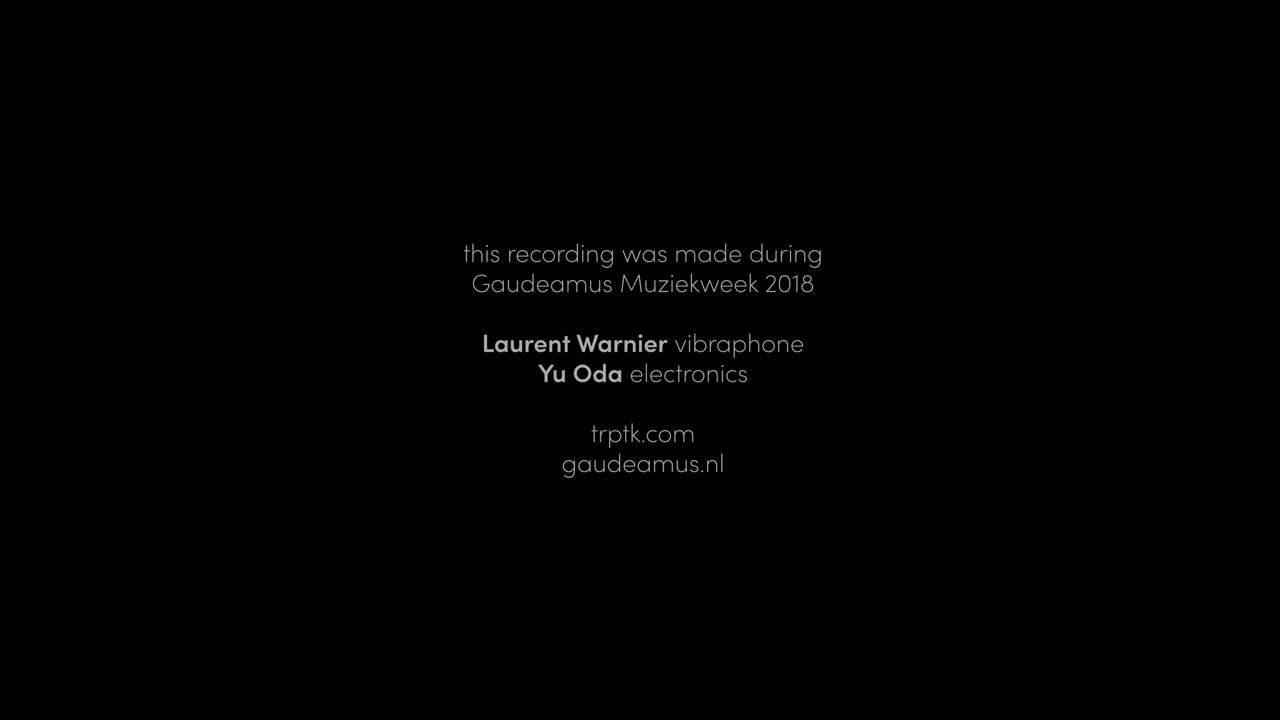 this recording was made during
Gaudeamus Muziekweek 2018
Laurent Warnier vibraphone
Yu Oda electronics
trptk.com
gaudeamus.nl